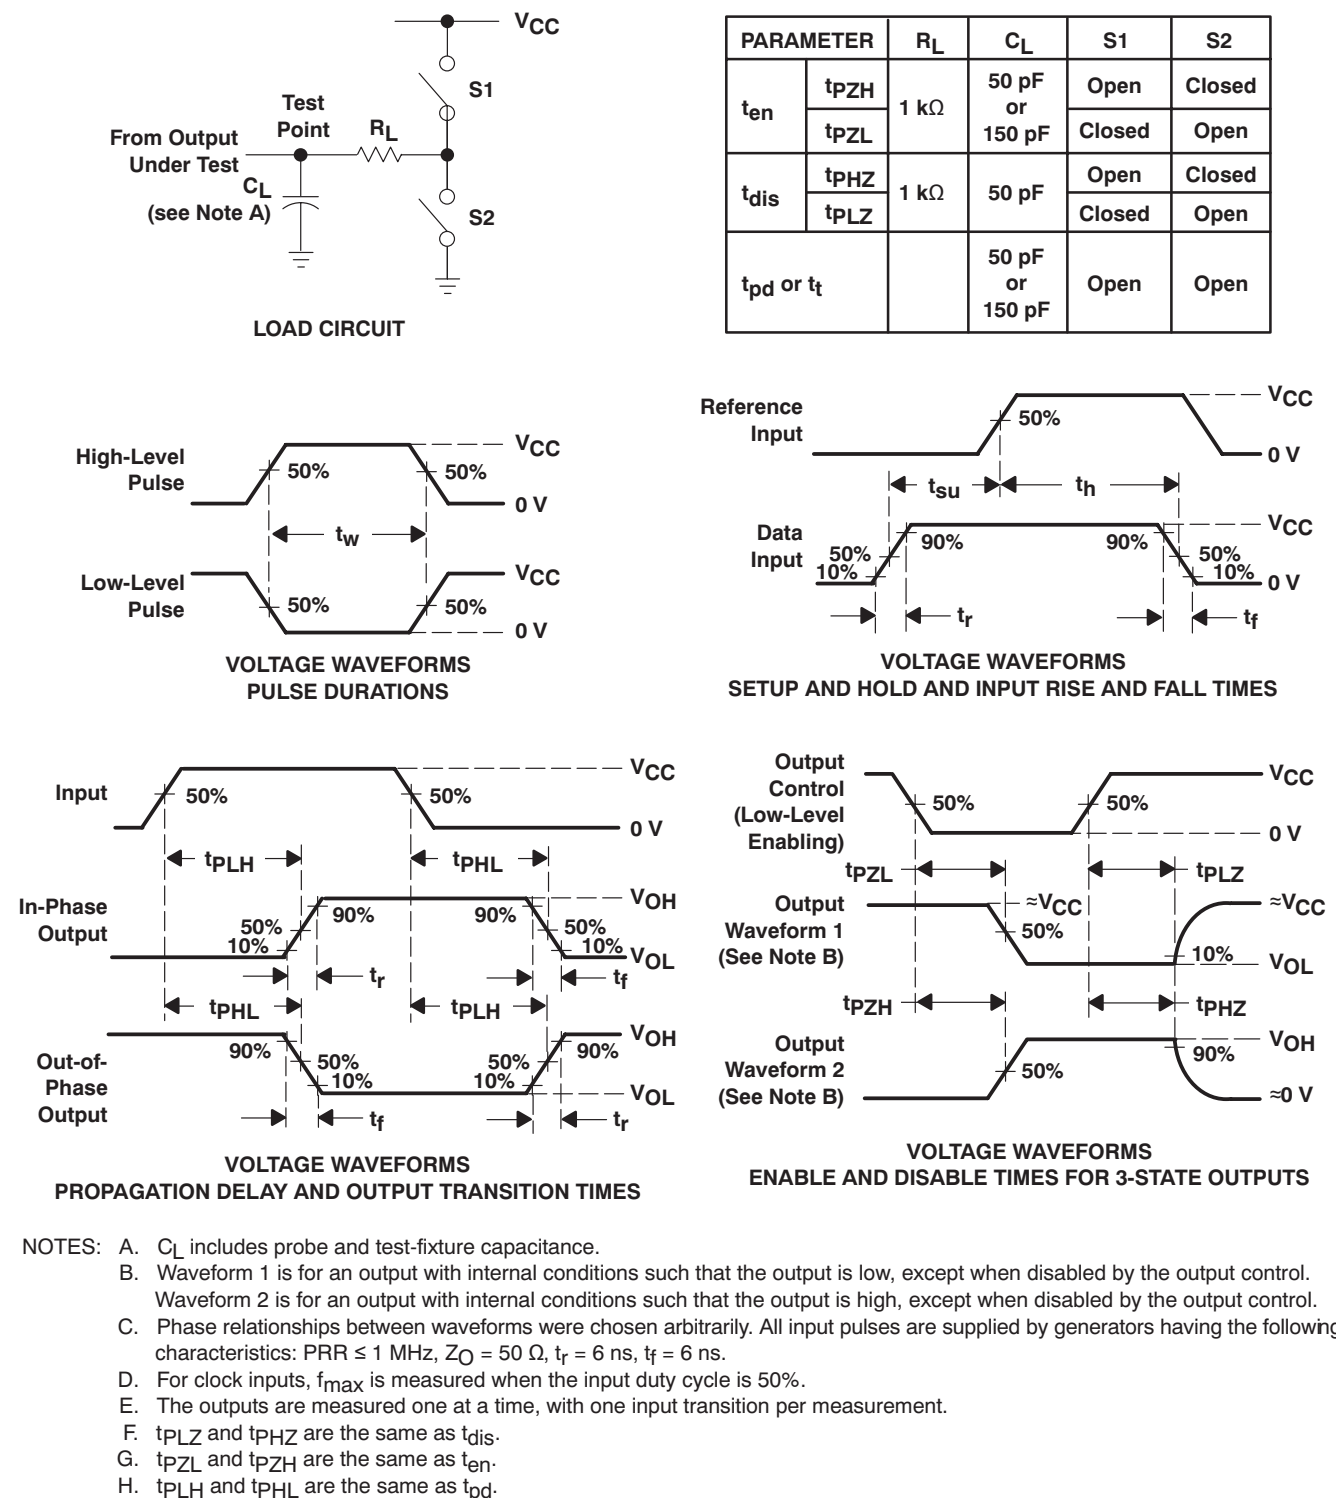 VCC
S1
Test
Point
RL
From Output
Under Test
CL
(see Note A)
S2
LOAD CIRCUIT
PARAMETER RL CL S1 S2
ten tPZH 1 kΩ 50 pF or 150 pF Open Closed
tPZL Closed Open
tdis tPHZ 1 kΩ 50 pF Open Closed
tPLZ Closed Open
tpd or tt 50 pF or 150 pF Open Open
High-Level
Pulse
50%
50%
VCC
0 V
tw
Low-Level
Pulse
50%
50%
VCC
0 V
VOLTAGE WAVEFORMS
PULSE DURATIONS
Reference
Input
50%
VCC
0 V
tsu
th
Data
Input
50%
10%
90%
90%
50%
10%
VCC
0 V
tr
tf
VOLTAGE WAVEFORMS
SETUP AND HOLD AND INPUT RISE AND FALL TIMES
Input
50%
50%
VCC
0 V
tPLH
tPHL
In-Phase
Output
50%
10%
90%
90%
50%
10%
VOH
VOL
tr
tf
tPHL
tPLH
Out-of-
Phase
Output
90%
50%
10%
50%
10%
90%
VOH
VOL
tf
tr
VOLTAGE WAVEFORMS
PROPAGATION DELAY AND OUTPUT TRANSITION TIMES
Output
Control
(Low-Level
Enabling)
50%
50%
VCC
0 V
tPZL
tPLZ
Output
Waveform 1
(See Note B)
≈VCC
50%
≈VCC
10%
VOL
tPZH
tPHZ
Output
Waveform 2
(See Note B)
50%
90%
VOH
≈0 V
VOLTAGE WAVEFORMS
ENABLE AND DISABLE TIMES FOR 3-STATE OUTPUTS
NOTES: A. CL includes probe and test-fixture capacitance.
B. Waveform 1 is for an output with internal conditions such that the output is low, except when disabled by the output control.
Waveform 2 is for an output with internal conditions such that the output is high, except when disabled by the output control.
C. Phase relationships between waveforms were chosen arbitrarily. All input pulses are supplied by generators having the following
characteristics: PRR ≤ 1 MHz, ZO = 50 Ω, tr = 6 ns, tf = 6 ns.
D. For clock inputs, fmax is measured when the input duty cycle is 50%.
E. The outputs are measured one at a time, with one input transition per measurement.
F. tPLZ and tPHZ are the same as tdis.
G. tPZL and tPZH are the same as ten.
H. tPLH and tPHL are the same as tpd.